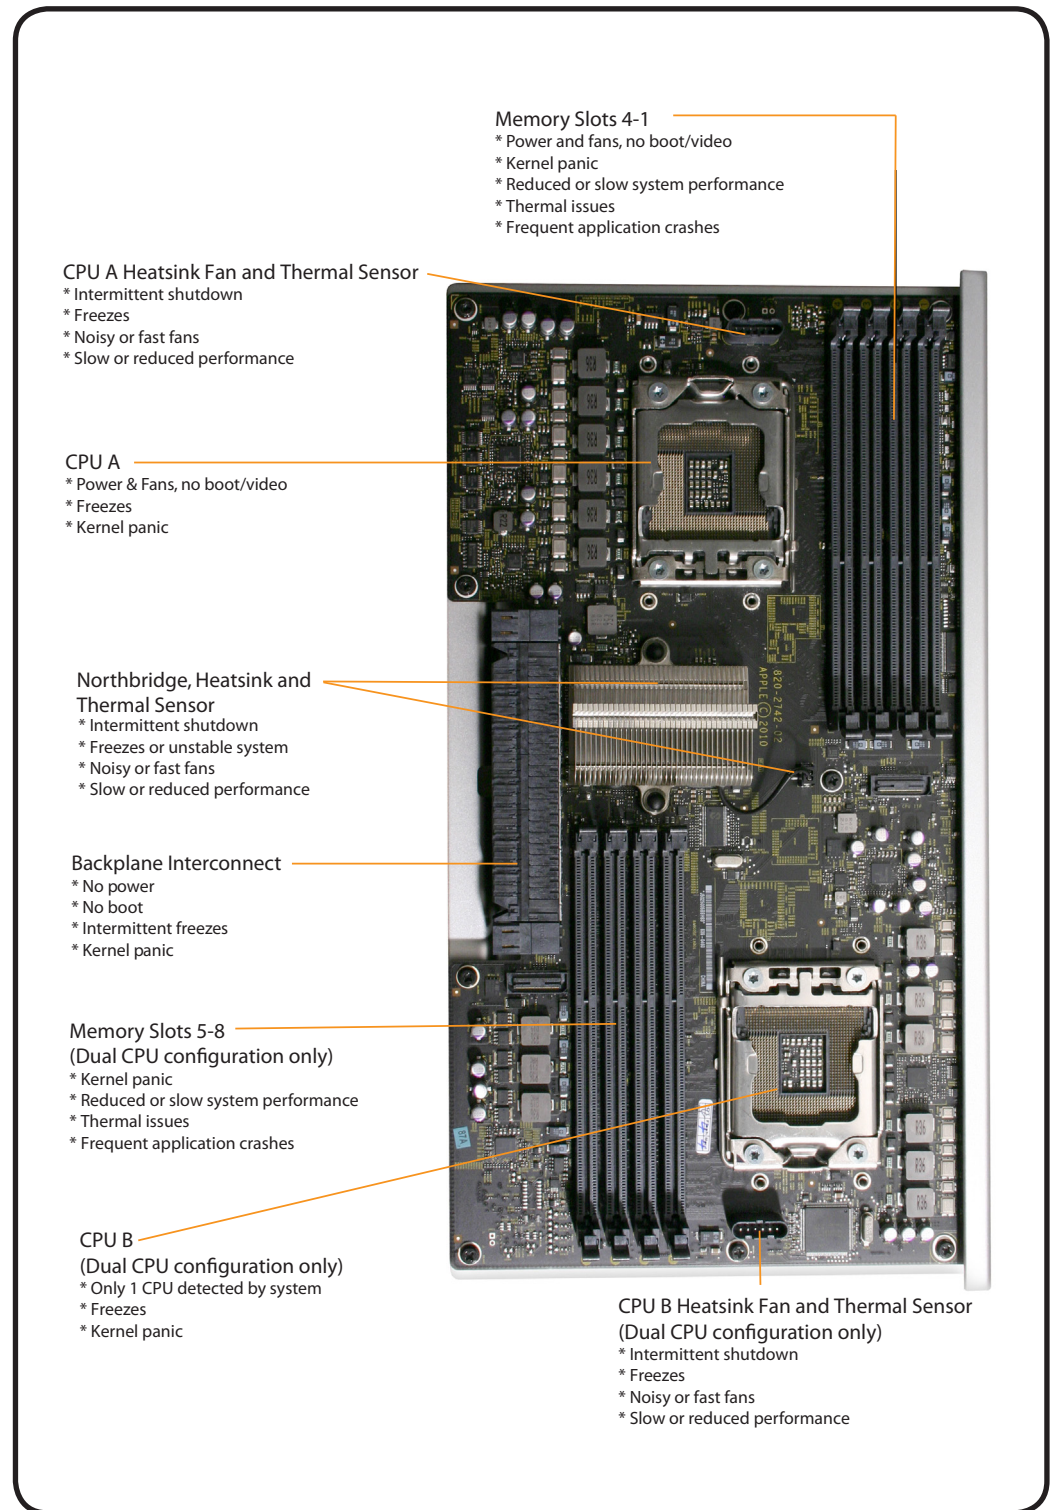 Memory Slots 4-1
* Power and fans, no boot/video
* Kernel panic
* Reduced or slow system performance
* Thermal issues
* Frequent application crashes
CPU A Heatsink Fan and Thermal Sensor
* Intermittent shutdown
* Freezes
* Noisy or fast fans
* Slow or reduced performance
CPU A
* Power & Fans, no boot/video
* Freezes
* Kernel panic
Northbridge, Heatsink and
Thermal Sensor
* Intermittent shutdown
* Freezes or unstable system
* Noisy or fast fans
* Slow or reduced performance
820-2742-02
APPLE © 2010
Backplane Interconnect
* No power
* No boot
* Intermittent freezes
* Kernel panic
Memory Slots 5-8
(Dual CPU configuration only)
* Kernel panic
* Reduced or slow system performance
* Thermal issues
* Frequent application crashes
CPU B
(Dual CPU configuration only)
* Only 1 CPU detected by system
* Freezes
* Kernel panic
R36
R36
R36
R36
R36
R36
57A
CPU B Heatsink Fan and Thermal Sensor
(Dual CPU configuration only)
* Intermittent shutdown
* Freezes
* Noisy or fast fans
* Slow or reduced performance